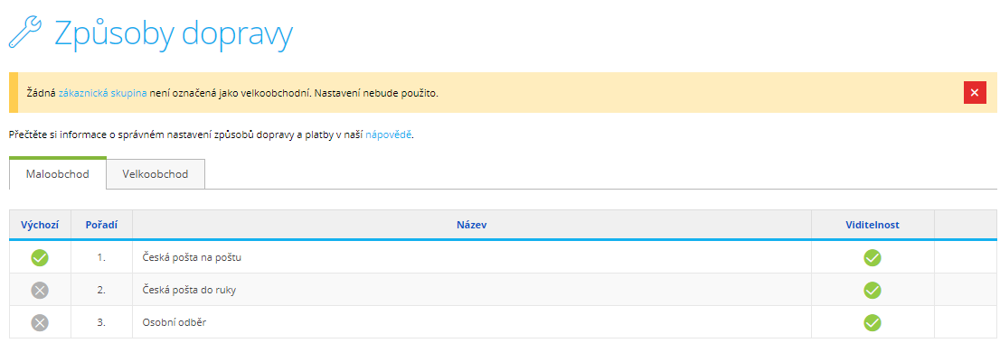 Způsoby dopravy
Žádná zákaznická skupina není označená jako velkoobchodní. Nastavení nebude použito.
Přečtěte si informace o správném nastavení způsobů dopravy a platby v naší nápovědě.
Maloobchod Velkoobchod
Výchozí Pořadí Název Viditelnost
1. Česká pošta na poštu
2. Česká pošta do ruky
3. Osobní odběr